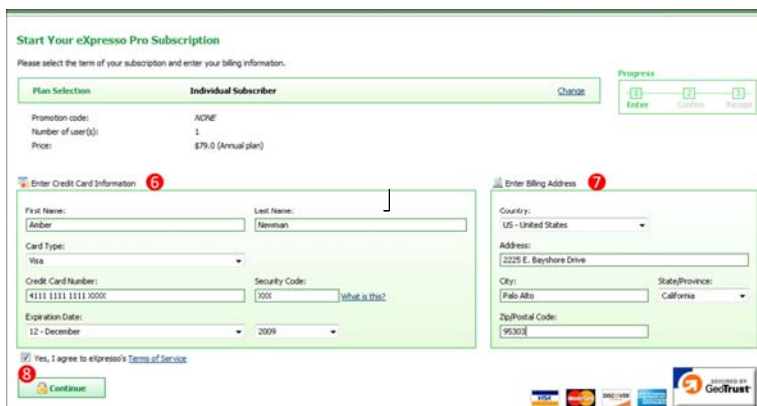 Start Your eXpresso Pro Subscription
Please select the term of your subscription and enter your billing information.
Progress
Plan Selection Individual Subscriber Change
1 2 3
Enter Confirm Receipt
Promotion code: NONE
Number of user(s): 1
Price: $79.0 (Annual plan)
Enter Credit Card Information 6
First Name: Last Name:
Amber Newman
Card Type:
Visa
Credit Card Number: Security Code:
4111 1111 1111 XXXX XXX What is this?
Expiration Date:
12 - December 2009
Enter Billing Address 7
Country:
US - United States
Address:
2225 E. Bayshore Drive
City: State/Province:
Palo Alto California
Zip/Postal Code:
95303
Yes, I agree to eXpresso's Terms of Service
8
Continue
VISA MasterCard DISCOVER
SECURED BY
GeoTrust